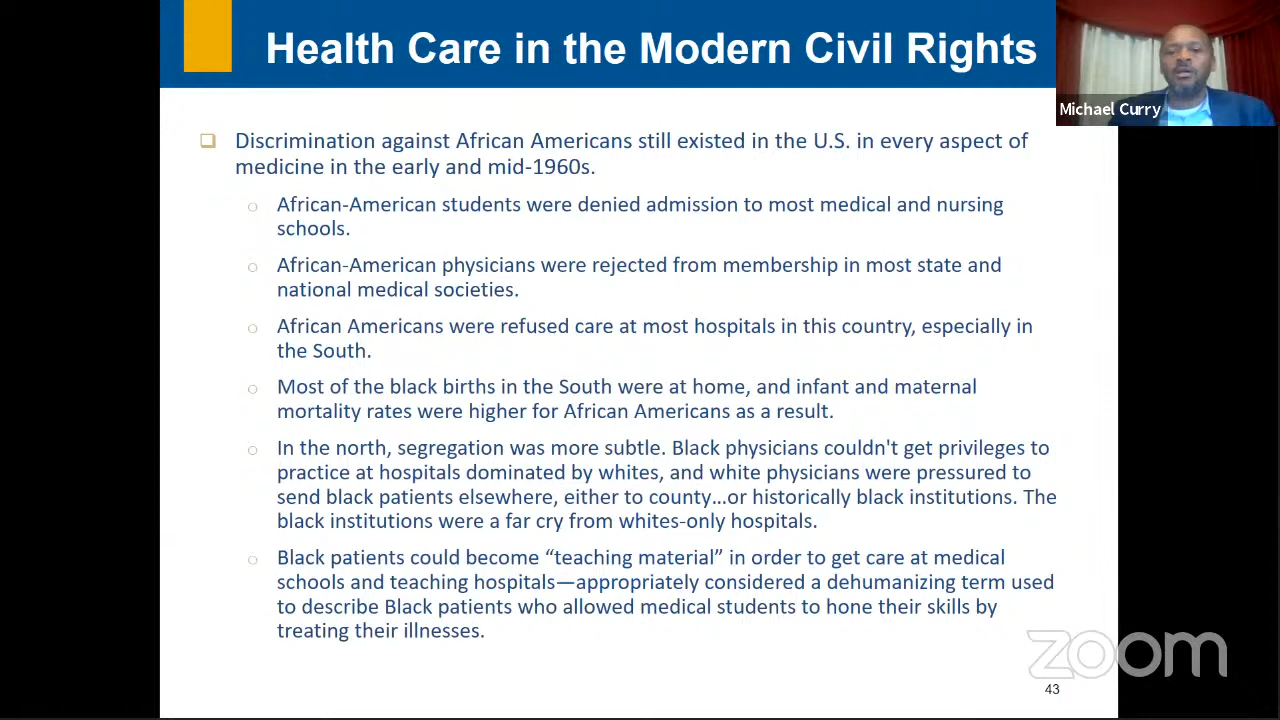 Health Care in the Modern Civil Rights
Michael Curry
Discrimination against African Americans still existed in the U.S. in every aspect of
medicine in the early and mid-1960s.
African-American students were denied admission to most medical and nursing
schools.
African-American physicians were rejected from membership in most state and
national medical societies.
African Americans were refused care at most hospitals in this country, especially in
the South.
Most of the black births in the South were at home, and infant and maternal
mortality rates were higher for African Americans as a result.
In the north, segregation was more subtle. Black physicians couldn't get privileges to
practice at hospitals dominated by whites, and white physicians were pressured to
send black patients elsewhere, either to county…or historically black institutions. The
black institutions were a far cry from whites-only hospitals.
Black patients could become “teaching material” in order to get care at medical
schools and teaching hospitals—appropriately considered a dehumanizing term used
to describe Black patients who allowed medical students to hone their skills by
treating their illnesses.
zoom
43